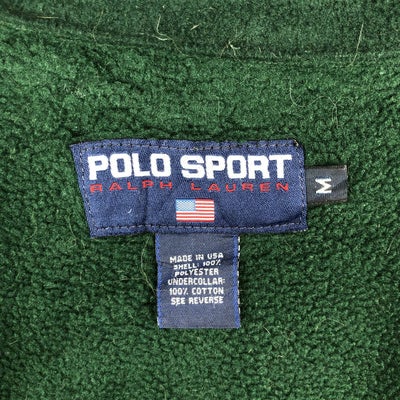 POLO SPORT
RALPH LAUREN
M
MADE IN USA
SHELL: 100%
POLYESTER
UNDERCOLLAR:
100% COTTON
SEE REVERSE